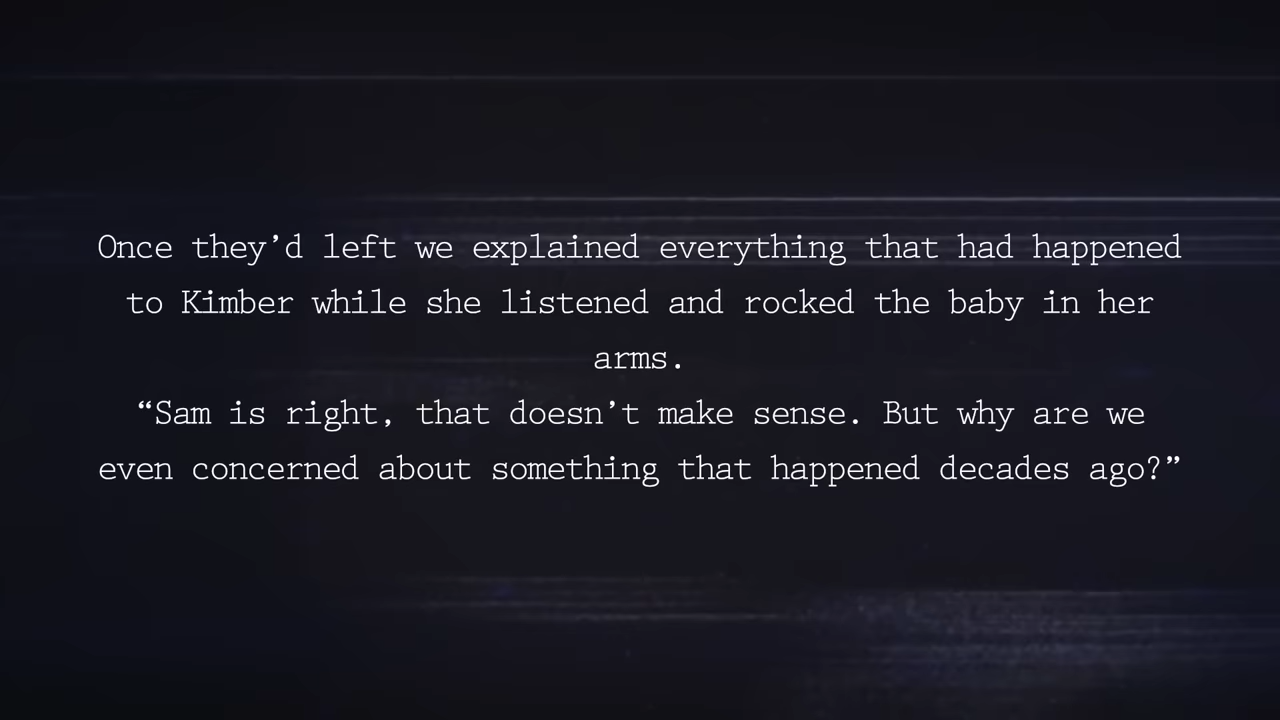 Once they’d left we explained everything that had happened
to Kimber while she listened and rocked the baby in her
arms.
“Sam is right, that doesn’t make sense. But why are we
even concerned about something that happened decades ago?”